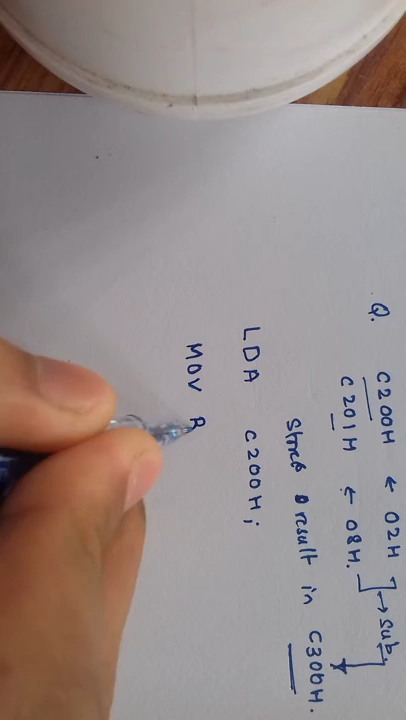 Q. C200H ← 02H
C201H ← 08H. → Sub.
Store result in C300H.
LDA C200H;
MOV B